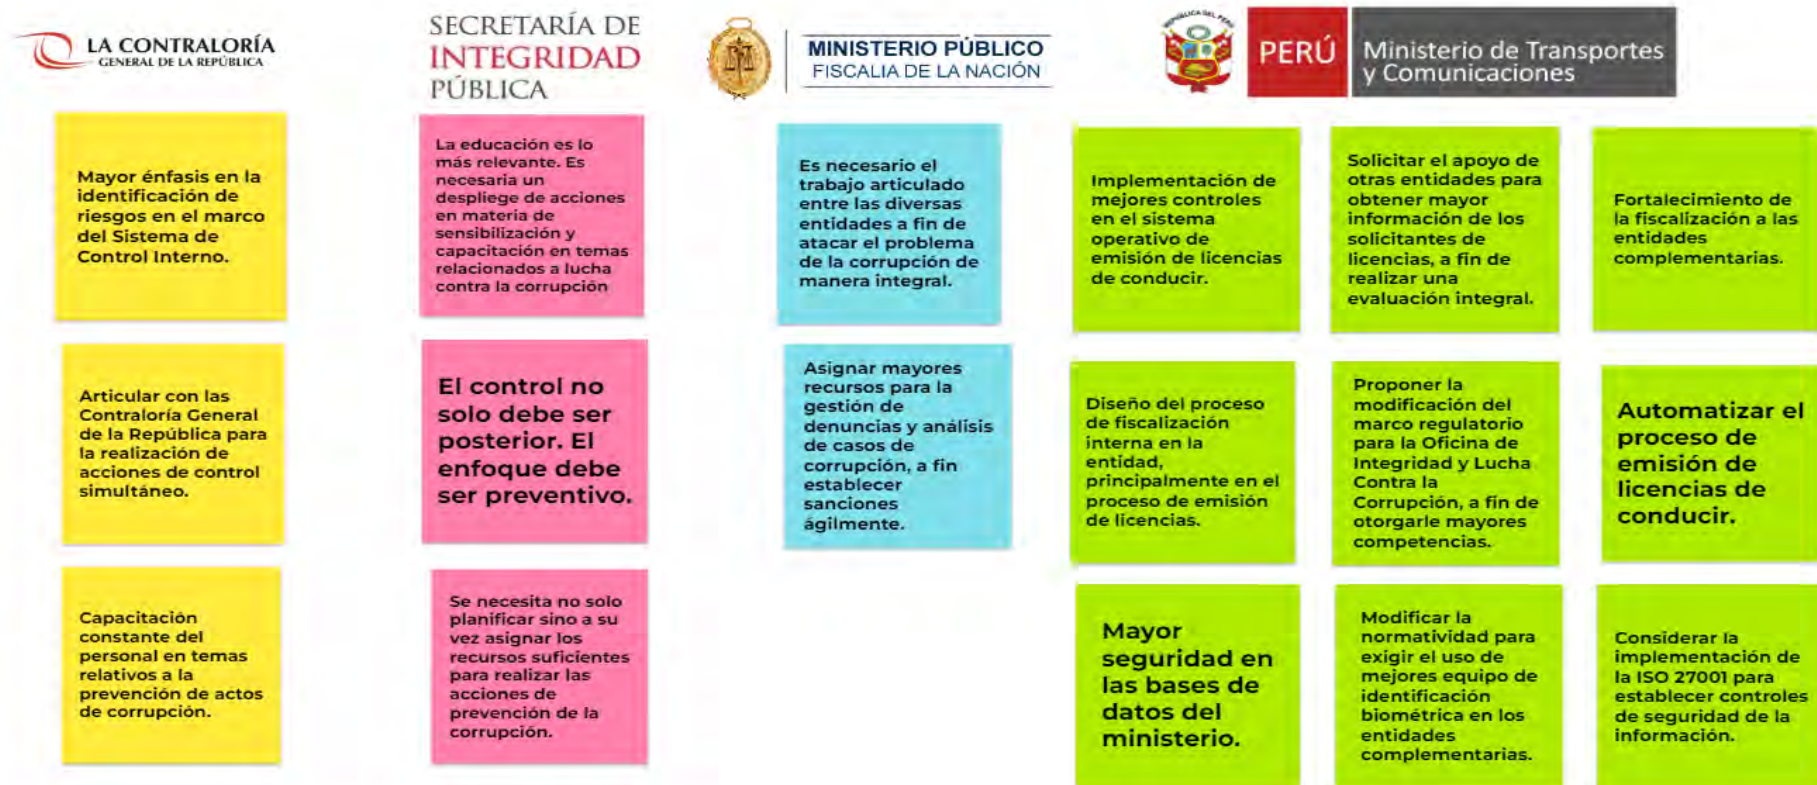 LA CONTRALORÍA
GENERAL DE LA REPÚBLICA
SECRETARÍA DE
INTEGRIDAD
PÚBLICA
MINISTERIO PÚBLICO
FISCALIA DE LA NACIÓN
REPÚBLICA DEL PERÚ
PERÚ
Ministerio de Transportes
y Comunicaciones
Mayor énfasis en la
identificación de
riesgos en el marco
del Sistema de
Control Interno.
Articular con las
Contraloría General
de la República para
la realización de
acciones de control
simultáneo.
Capacitación
constante del
personal en temas
relativos a la
prevención de actos
de corrupción.
La educación es lo
más relevante. Es
necesaria un
despliege de acciones
en materia de
sensibilización y
capacitación en temas
relacionados a lucha
contra la corrupción
El control no
solo debe ser
posterior. El
enfoque debe
ser preventivo.
Se necesita no solo
planificar sino a su
vez asignar los
recursos suficientes
para realizar las
acciones de
prevención de la
corrupción.
Es necesario el
trabajo articulado
entre las diversas
entidades a fin de
atacar el problema
de la corrupción de
manera integral.
Asignar mayores
recursos para la
gestión de
denuncias y análisis
de casos de
corrupción, a fin
establecer
sanciones
ágilmente.
Implementación de
mejores controles
en el sistema
operativo de
emisión de licencias
de conducir.
Solicitar el apoyo de
otras entidades para
obtener mayor
información de los
solicitantes de
licencias, a fin de
realizar una
evaluación integral.
Fortalecimiento de
la fiscalización a las
entidades
complementarias.
Diseño del proceso
de fiscalización
interna en la
entidad,
principalmente en el
proceso de emisión
de licencias.
Proponer la
modificación del
marco regulatorio
para la Oficina de
Integridad y Lucha
Contra la
Corrupción, a fin de
otorgarle mayores
competencias.
Automatizar el
proceso de
emisión de
licencias de
conducir.
Mayor
seguridad en
las bases de
datos del
ministerio.
Modificar la
normatividad para
exigir el uso de
mejores equipo de
identificación
biométrica en los
entidades
complementarias.
Considerar la
implementación de
la ISO 27001 para
establecer controles
de seguridad de la
información.